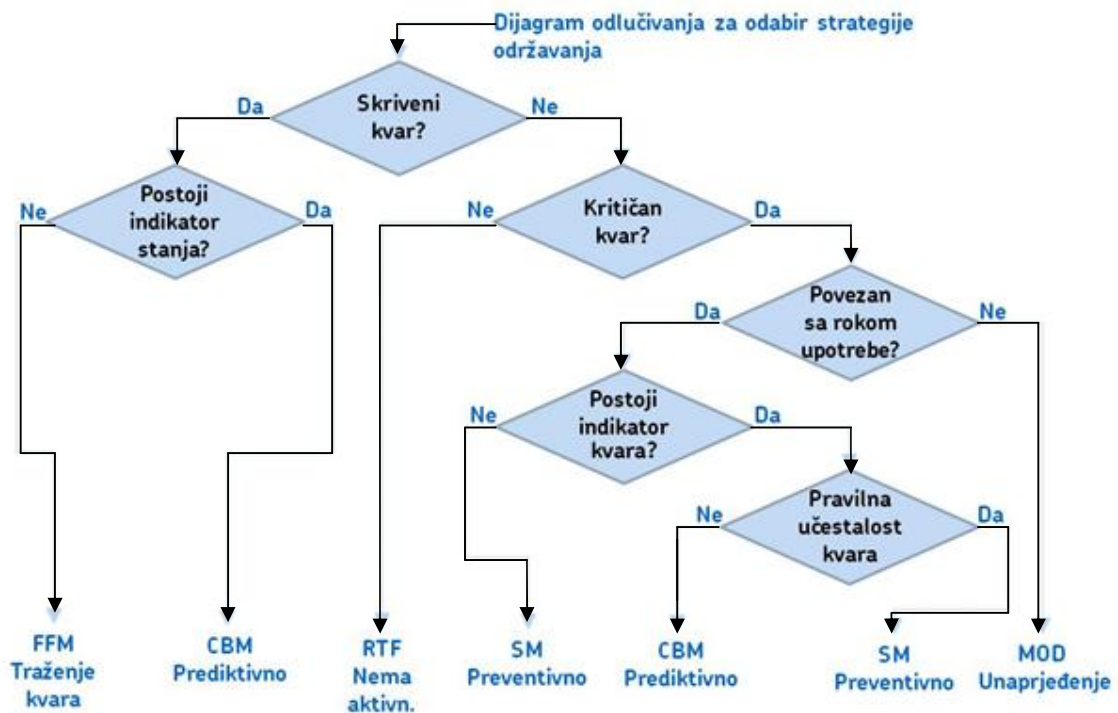 Dijagram odlučivanja za odabir strategije
održavanja
Da
Skriveni
kvar?
Ne
Ne
Postoji
indikator
stanja?
Da
Ne
Kritičan
kvar?
Da
Da
Povezan
sa rokom
upotrebe?
Ne
Ne
Postoji
indikator
kvara?
Da
Ne
Pravilna
učestalost
kvara
Da
FFM
Traženje
kvara
CBM
Prediktivno
RTF
Nema
aktivn.
SM
Preventivno
CBM
Prediktivno
SM
Preventivno
MOD
Unaprjeđenje